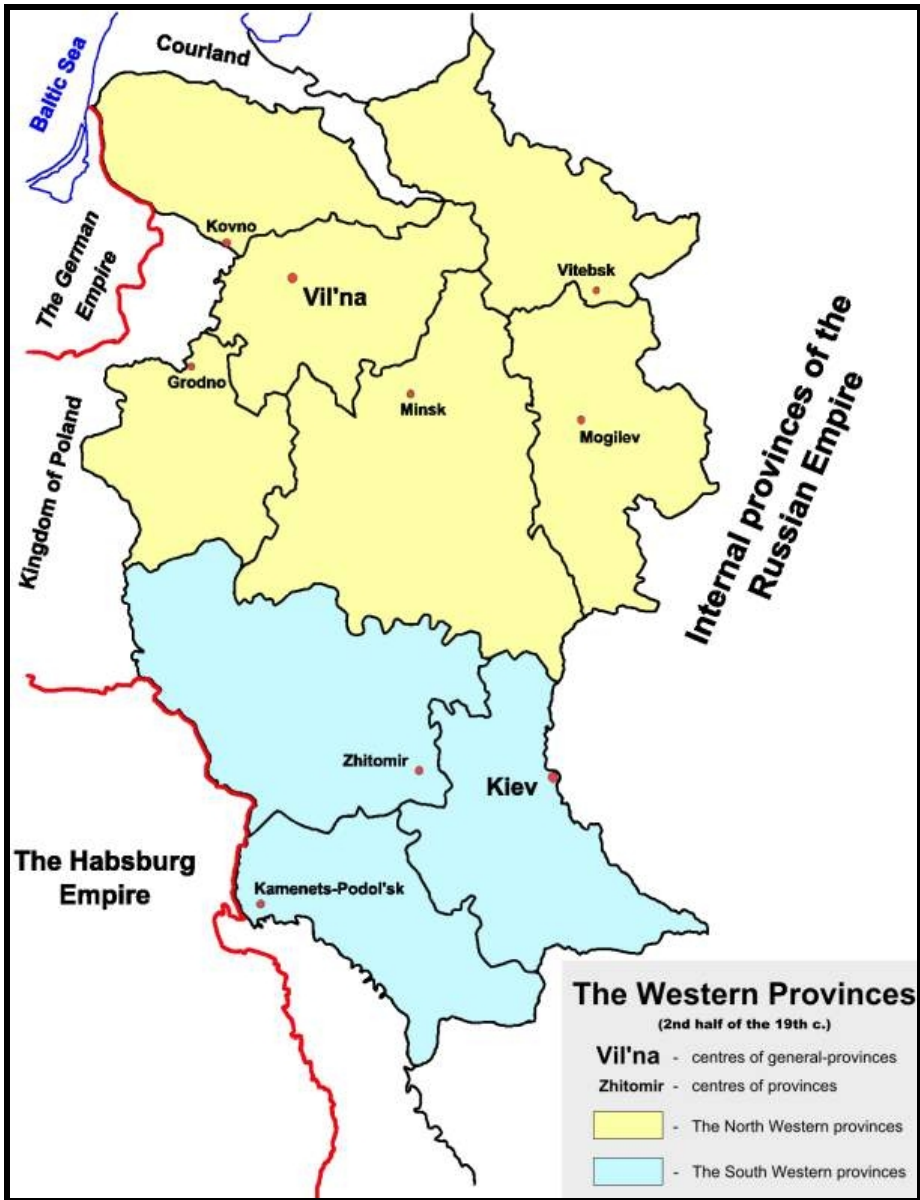 Courland
Baltic Sea
The German
Empire
Kovno
Vil'na
Vitebsk
Grodno
Minsk
Mogilev
Kingdom of Poland
Internal provinces of the
Russian Empire
Zhitomir
Kiev
The Habsburg
Empire
Kamenets-Podol'sk
The Western Provinces
(2nd half of the 19th c.)
Vil'na - centres of general-provinces
Zhitomir - centres of provinces
- The North Western provinces
- The South Western provinces